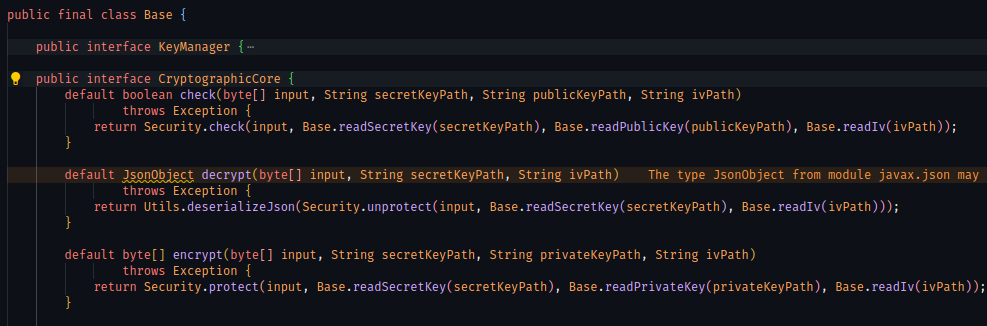 public final class Base {
public interface KeyManager {⋯
public interface CryptographicCore {
default boolean check(byte[] input, String secretKeyPath, String publicKeyPath, String ivPath)
throws Exception {
return Security.check(input, Base.readSecretKey(secretKeyPath), Base.readPublicKey(publicKeyPath), Base.readIv(ivPath));
}
default JsonObject decrypt(byte[] input, String secretKeyPath, String ivPath) The type JsonObject from module javax.json may
throws Exception {
return Utils.deserializeJson(Security.unprotect(input, Base.readSecretKey(secretKeyPath), Base.readIv(ivPath)));
}
default byte[] encrypt(byte[] input, String secretKeyPath, String privateKeyPath, String ivPath)
throws Exception {
return Security.protect(input, Base.readSecretKey(secretKeyPath), Base.readPrivateKey(privateKeyPath), Base.readIv(ivPath));
}